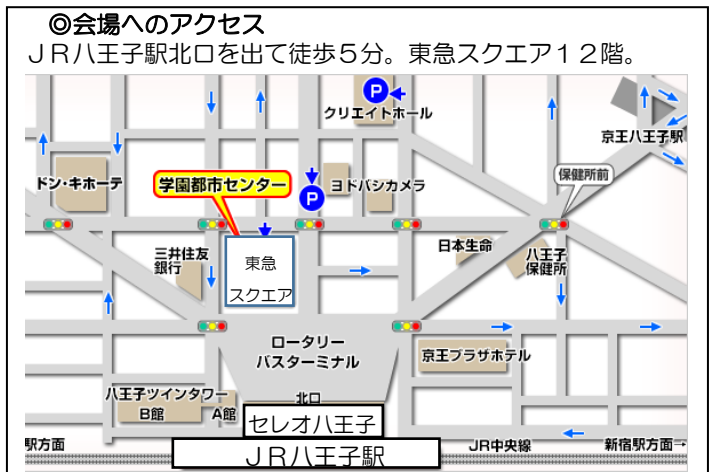 ◎会場へのアクセス
ＪＲ八王子駅北口を出て徒歩５分。東急スクエア１２階。
P
クリエイトホール
京王八王子駅
ドン・キホーテ
学園都市センター
P
ヨドバシカメラ
保健所前
三井住友
銀行
東急
スクエア
日本生命
八王子
保健所
ロータリー
バスターミナル
京王プラザホテル
八王子ツインタワー
B館
A館
北口
セレオ八王子
駅方面
ＪＲ八王子駅
JR中央線
新宿駅方面→